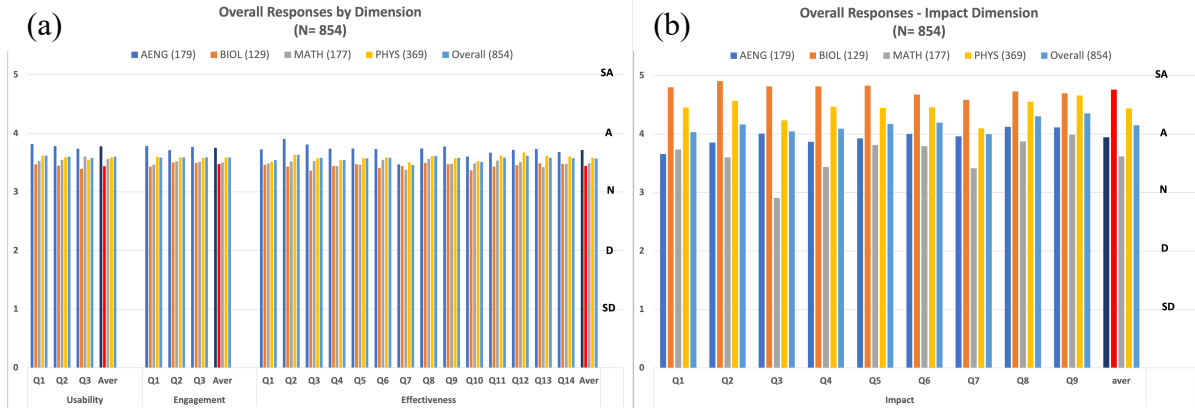 (a)
Overall Responses by Dimension
(N= 854)
AENG (179) BIOL (129) MATH (177) PHYS (369) Overall (854)
5 SA
4 A
3 N
2 D
1 SD
0
Q1 Q2 Q3 Aver Q1 Q2 Q3 Aver Q1 Q2 Q3 Q4 Q5 Q6 Q7 Q8 Q9 Q10 Q11 Q12 Q13 Q14 Aver
Usability Engagement Effectiveness
(b)
Overall Responses - Impact Dimension
(N= 854)
AENG (179) BIOL (129) MATH (177) PHYS (369) Overall (854)
5 SA
4 A
3 N
2 D
1 SD
0
Q1 Q2 Q3 Q4 Q5 Q6 Q7 Q8 Q9 aver
Impact